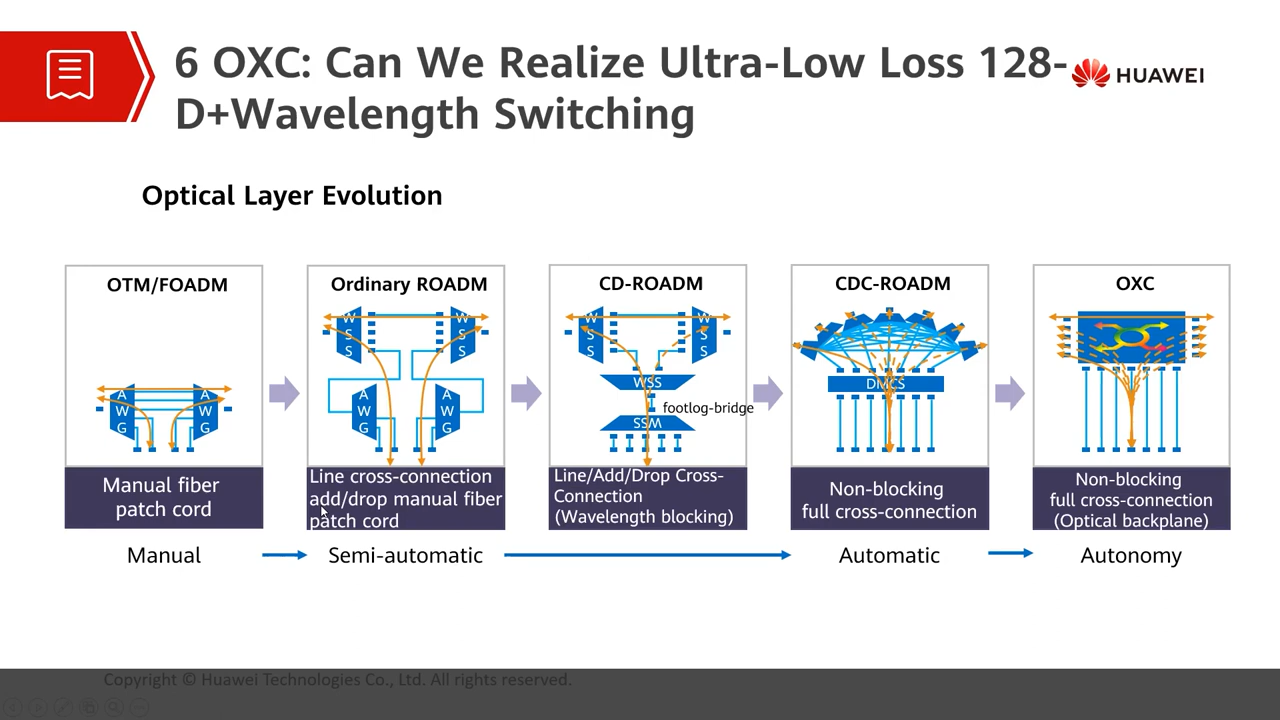 6 OXC: Can We Realize Ultra-Low Loss 128-
D+Wavelength Switching
HUAWEI
Optical Layer Evolution
OTM/FOADM
A
W
G
A
W
G
Manual fiber
patch cord
Ordinary ROADM
W
S
S
W
S
S
A
W
G
A
W
G
Line cross-connection
add/drop manual fiber
patch cord
CD-ROADM
W
S
S
W
S
S
WSS
footlog-bridge
WSS
Line/Add/Drop Cross-
Connection
(Wavelength blocking)
CDC-ROADM
DMCS
Non-blocking
full cross-connection
OXC
Non-blocking
full cross-connection
(Optical backplane)
Manual
Semi-automatic
Automatic
Autonomy
Copyright © Huawei Technologies Co., Ltd. All rights reserved.